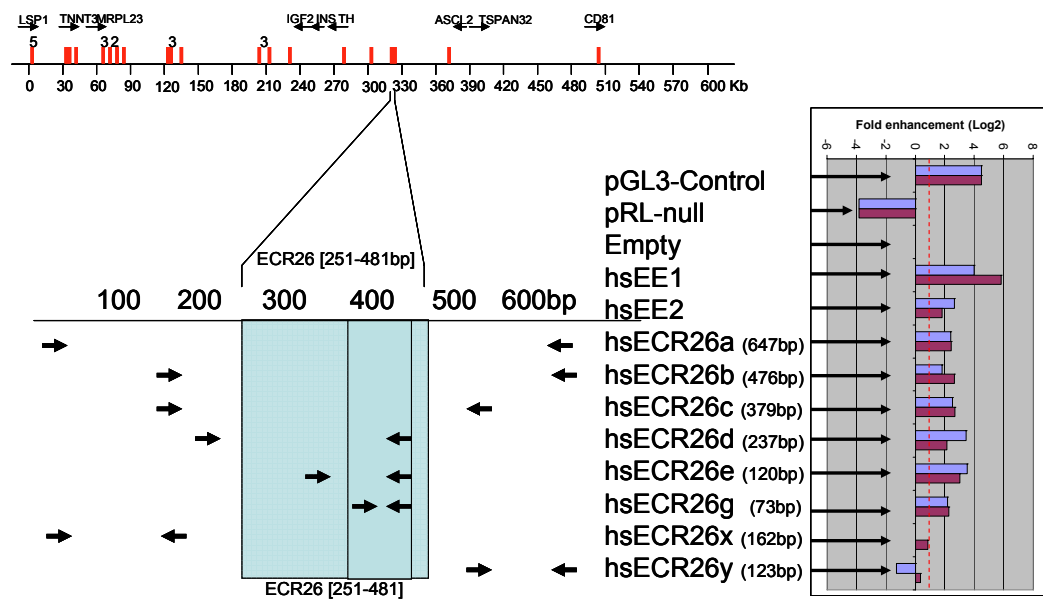 LSP1 TNNT3 MRPL23 IGF2 INS TH ASCL2 TSPAN32 CD81
5 3 2 3 3
0 30 60 90 120 150 180 210 240 270 300 330 360 390 420 450 480 510 540 570 600 Kb
Fold enhancement (Log2)
-6 -4 -2 0 2 4 6 8
pGL3-Control
pRL-null
Empty
ECR26 [251-481bp]
hsEE1
100 200 300 400 500 600bp
hsEE2
hsECR26a (647bp)
hsECR26b (476bp)
hsECR26c (379bp)
hsECR26d (237bp)
hsECR26e (120bp)
hsECR26g (73bp)
hsECR26x (162bp)
hsECR26y (123bp)
ECR26 [251-481]